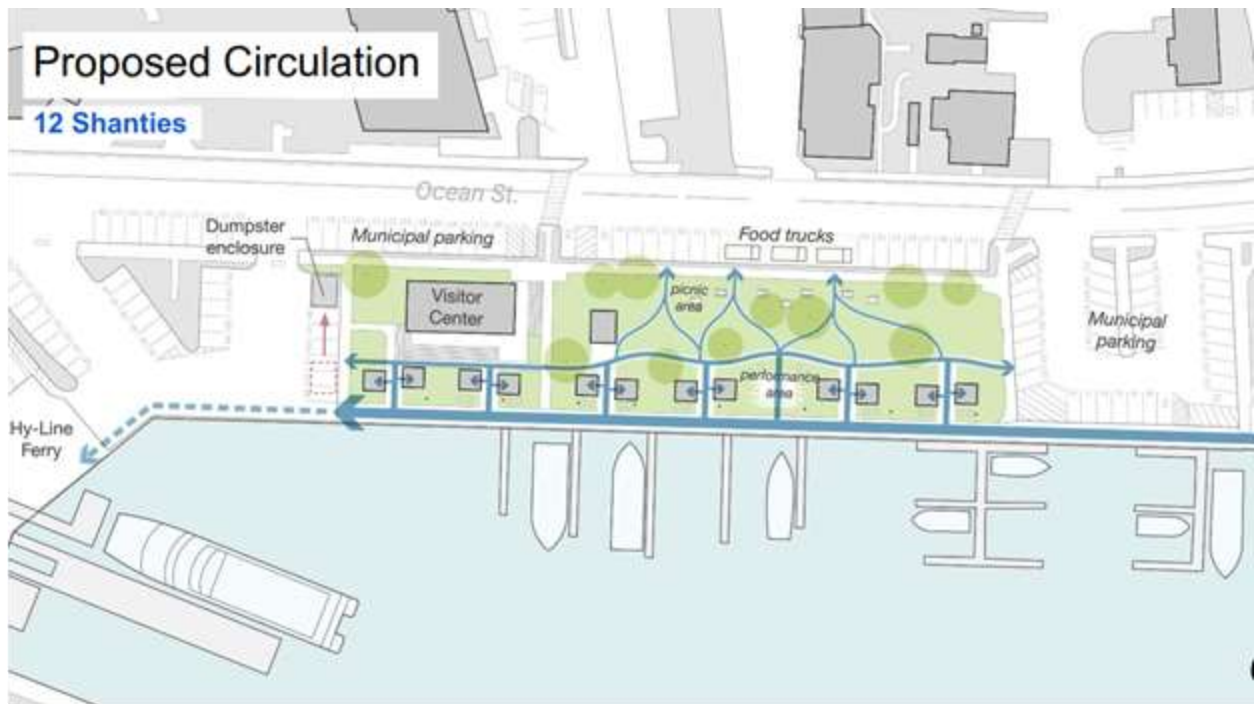 Proposed Circulation
12 Shanties
Ocean St.
Dumpster
enclosure
Municipal parking
Food trucks
Visitor
Center
picnic
area
Municipal
parking
performance
area
Hy-Line
Ferry